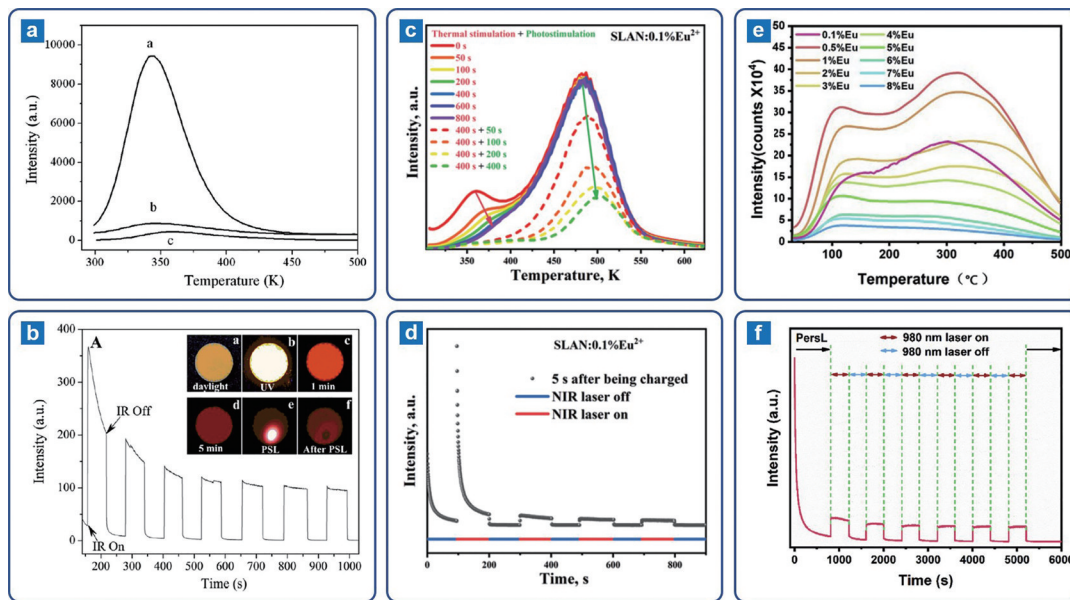 a
10000
8000
6000
4000
2000
0
Intensity (a.u.)
a
b
c
300 350 400 450 500
Temperature (K)
c
Thermal stimulation + Photostimulation
SLAN:0.1%Eu2+
0 s
50 s
100 s
200 s
400 s
600 s
800 s
400 s + 50 s
400 s + 100 s
400 s + 200 s
400 s + 400 s
Intensity, a.u.
350 400 450 500 550 600
Temperature, K
e
0.1%Eu 4%Eu
0.5%Eu 5%Eu
1%Eu 6%Eu
2%Eu 7%Eu
3%Eu 8%Eu
50
45
40
35
30
25
20
15
10
5
0
Intensity(counts X10⁴)
100 200 300 400 500
Temperature (℃)
b
400
300
200
100
0
Intensity (a.u.)
A
IR Off
IR On
a
daylight
b
UV
c
1 min
d
5 min
e
PSL
f
After PSL
200 300 400 500 600 700 800 900 1000
Time (s)
d
SLAN:0.1%Eu2+
5 s after being charged
NIR laser off
NIR laser on
Intensity, a.u.
0 200 400 600 800
Time, s
f
PersL
980 nm laser on
980 nm laser off
Intensity (a.u.)
0 1000 2000 3000 4000 5000 6000
Time (s)